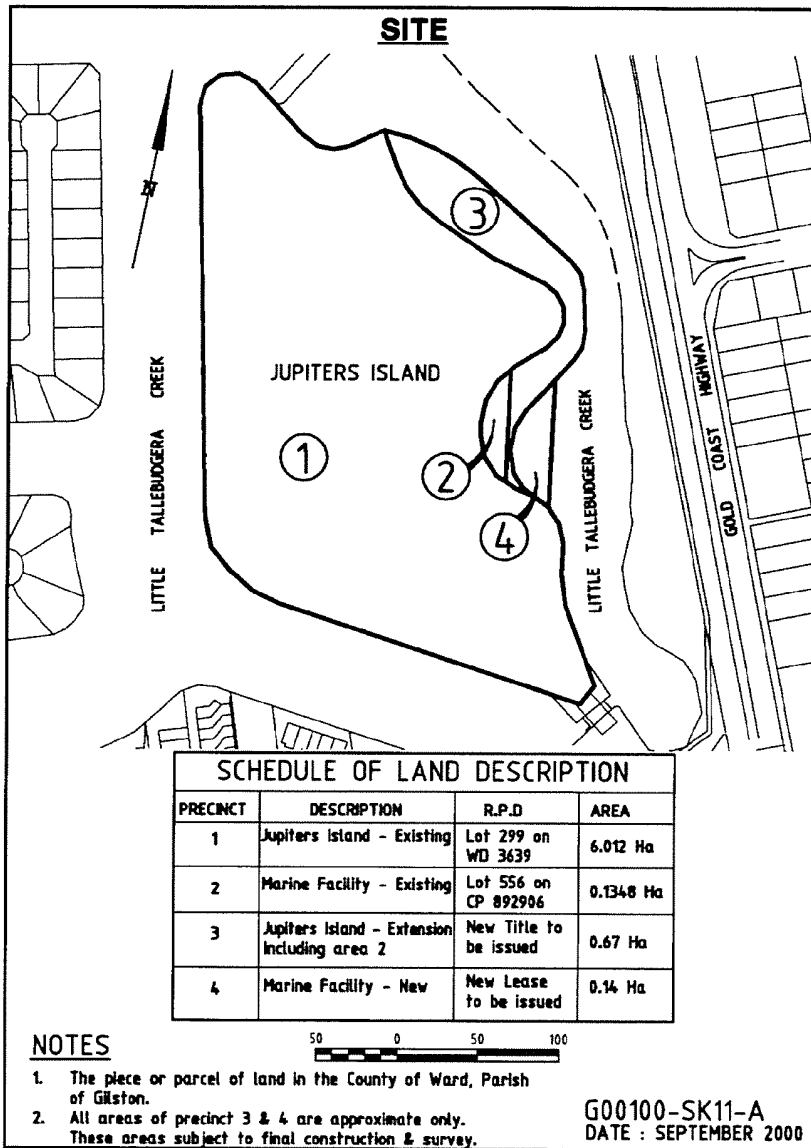 SITE
N
3
JUPITERS ISLAND
1
2
4
LITTLE TALLEBUDGERA CREEK
LITTLE TALLEBUDGERA CREEK
GOLD COAST HIGHWAY
SCHEDULE OF LAND DESCRIPTION
PRECINCT DESCRIPTION R.P.D AREA
1 Jupiters Island - Existing Lot 299 on WD 3639 6.012 Ha
2 Marine Facility - Existing Lot 556 on CP 892906 0.1348 Ha
3 Jupiters Island - Extension Including area 2 New Title to be issued 0.67 Ha
4 Marine Facility - New New Lease to be issued 0.14 Ha
50 0 50 100
NOTES
1. The piece or parcel of land in the County of Ward, Parish
of Gilston.
2. All areas of precinct 3 & 4 are approximate only.
These areas subject to final construction & survey.
G00100-SK11-A
DATE : SEPTEMBER 2000